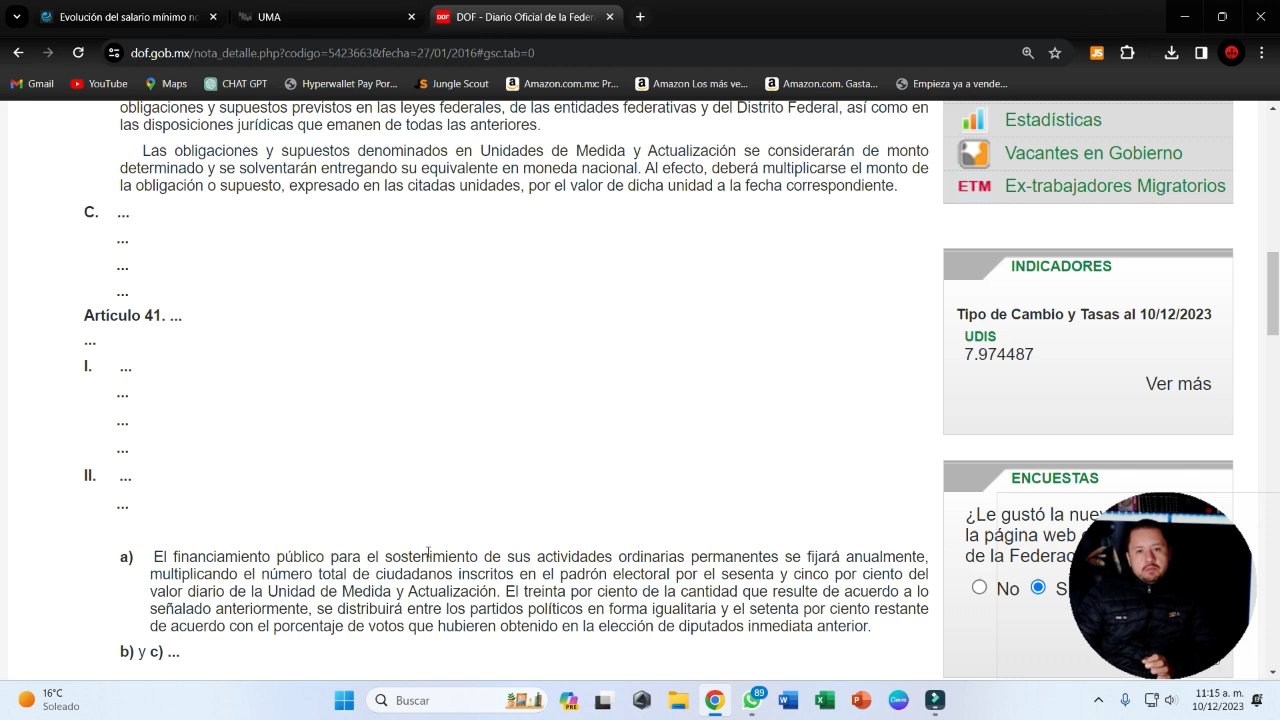 Evolución del salario mínimo n
UMA
DOF - Diario Oficial de la Feder
dof.gob.mx/nota_detalle.php?codigo=5423663&fecha=27/01/2016#gsc.tab=0
Gmail
YouTube
Maps
CHAT GPT
Hyperwallet Pay Por...
Jungle Scout
Amazon.com.mx: Pr...
Amazon Los más ve...
Amazon.com. Gasta...
Empieza ya a vende...
obligaciones y supuestos previstos en las leyes federales, de las entidades federativas y del Distrito Federal, así como en
las disposiciones jurídicas que emanen de todas las anteriores.
Las obligaciones y supuestos denominados en Unidades de Medida y Actualización se considerarán de monto
determinado y se solventarán entregando su equivalente en moneda nacional. Al efecto, deberá multiplicarse el monto de
la obligación o supuesto, expresado en las citadas unidades, por el valor de dicha unidad a la fecha correspondiente.
C. ...
...
...
...
Artículo 41. ...
...
I. ...
...
...
...
II. ...
...
a) El financiamiento público para el sostenimiento de sus actividades ordinarias permanentes se fijará anualmente,
multiplicando el número total de ciudadanos inscritos en el padrón electoral por el sesenta y cinco por ciento del
valor diario de la Unidad de Medida y Actualización. El treinta por ciento de la cantidad que resulte de acuerdo a lo
señalado anteriormente, se distribuirá entre los partidos políticos en forma igualitaria y el setenta por ciento restante
de acuerdo con el porcentaje de votos que hubieren obtenido en la elección de diputados inmediata anterior.
b) y c) ...
Estadísticas
Vacantes en Gobierno
ETM Ex-trabajadores Migratorios
INDICADORES
Tipo de Cambio y Tasas al 10/12/2023
UDIS
7.974487
Ver más
ENCUESTAS
¿Le gustó la nue
la página web
de la Federac
No S
16°C
Soleado
Buscar
89
11:15 a. m.
10/12/2023